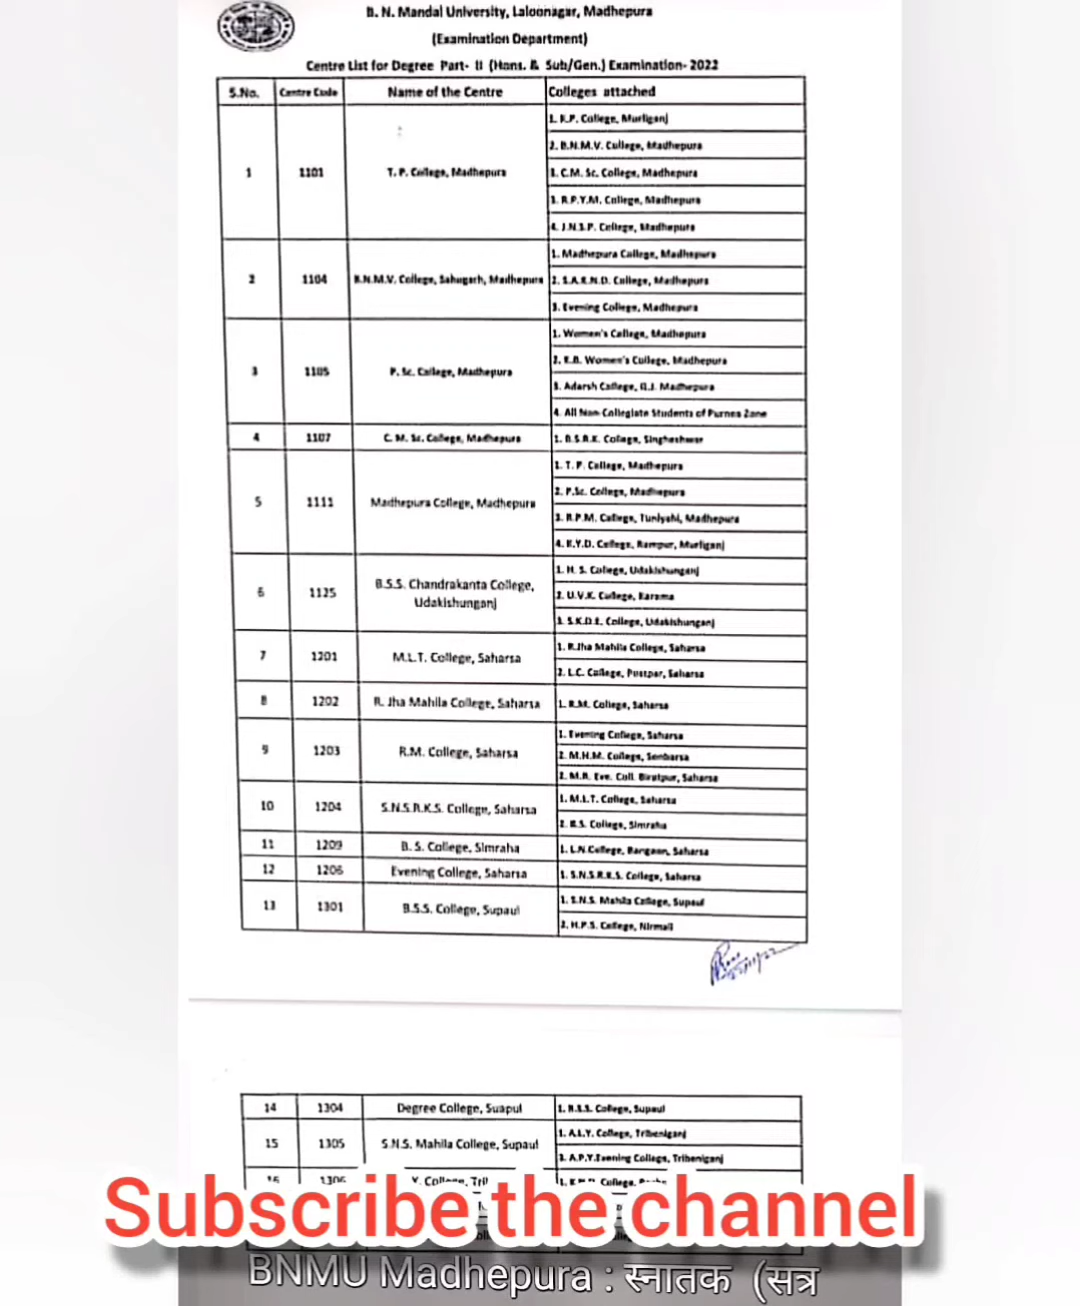 B. N. Mandal University, Laloonagar, Madhepura
(Examination Department)
Centre List for Degree Part- II (Hons. & Sub/Gen.) Examination- 2022
S.No. Centre Code Name of the Centre Colleges attached
1 1101 T. P. College, Madhepura
1. K.P. College, Murliganj
2. B.N.M.V. College, Madhepura
3. C.M. Sc. College, Madhepura
3. R.P.Y.M. College, Madhepura
4. J.N.S.P. College, Madhepura
2 1104 B.N.M.V. College, Sahugarh, Madhepura
1. Madhepura College, Madhepura
2. S.A.R.N.D. College, Madhepura
3. Evening College, Madhepura
3 1105 P. Sc. College, Madhepura
1. Women's College, Madhepura
2. K.B. Women's College, Madhepura
3. Adarsh College, Madhepura
4. All Non Collegiate Students of Purnea Zone
4 1107 C. M. Sc. College, Madhepura 1. B.S.R.K. College, Singheshwar
5 1111 Madhepura College, Madhepura
1. T. P. College, Madhepura
2. P.Sc. College, Madhepura
3. R.P.M. College, Tuniyahi, Madhepura
4. K.Y.D. College, Rampur, Murliganj
6 1125 B.S.S. Chandrakanta College,
Udakishunganj
1. H. S. College, Udakishunganj
2. U.V.K. College, Karama
3. S.K.D.E. College, Udakishunganj
7 1201 M.L.T. College, Saharsa
1. R.Jha Mahila College, Saharsa
2. L.C. College, Saharsa
8 1202 R. Jha Mahila College, Saharsa 1. R.M. College, Saharsa
9 1203 R.M. College, Saharsa
1. Evening College, Saharsa
2. M.H.M. College, Sonbarsa
2. Eve. Coll. Biratpur, Saharsa
10 1204 S.N.S.R.K.S. College, Saharsa
1. M.L.T. College, Saharsa
2. B.S. College, Simraha
11 1209 B. S. College, Simraha 1. L.N.College, Bangaon, Saharsa
12 1206 Evening College, Saharsa 1. S.N.S.R.K.S. College, Saharsa
13 1301 B.S.S. College, Supaul
1. S.N.S. Mahila College, Supaul
2. H.P.S. College, Nirmali
14 1304 Degree College, Suapul 1. B.S.S. College, Supaul
15 1305 S.N.S. Mahila College, Supaul
1. A.L.Y. College, Tribeniganj
2. A.P.Y.Evening College, Tribeniganj
Subscribe the channel
BNMU Madhepura : स्नातक (सत्र